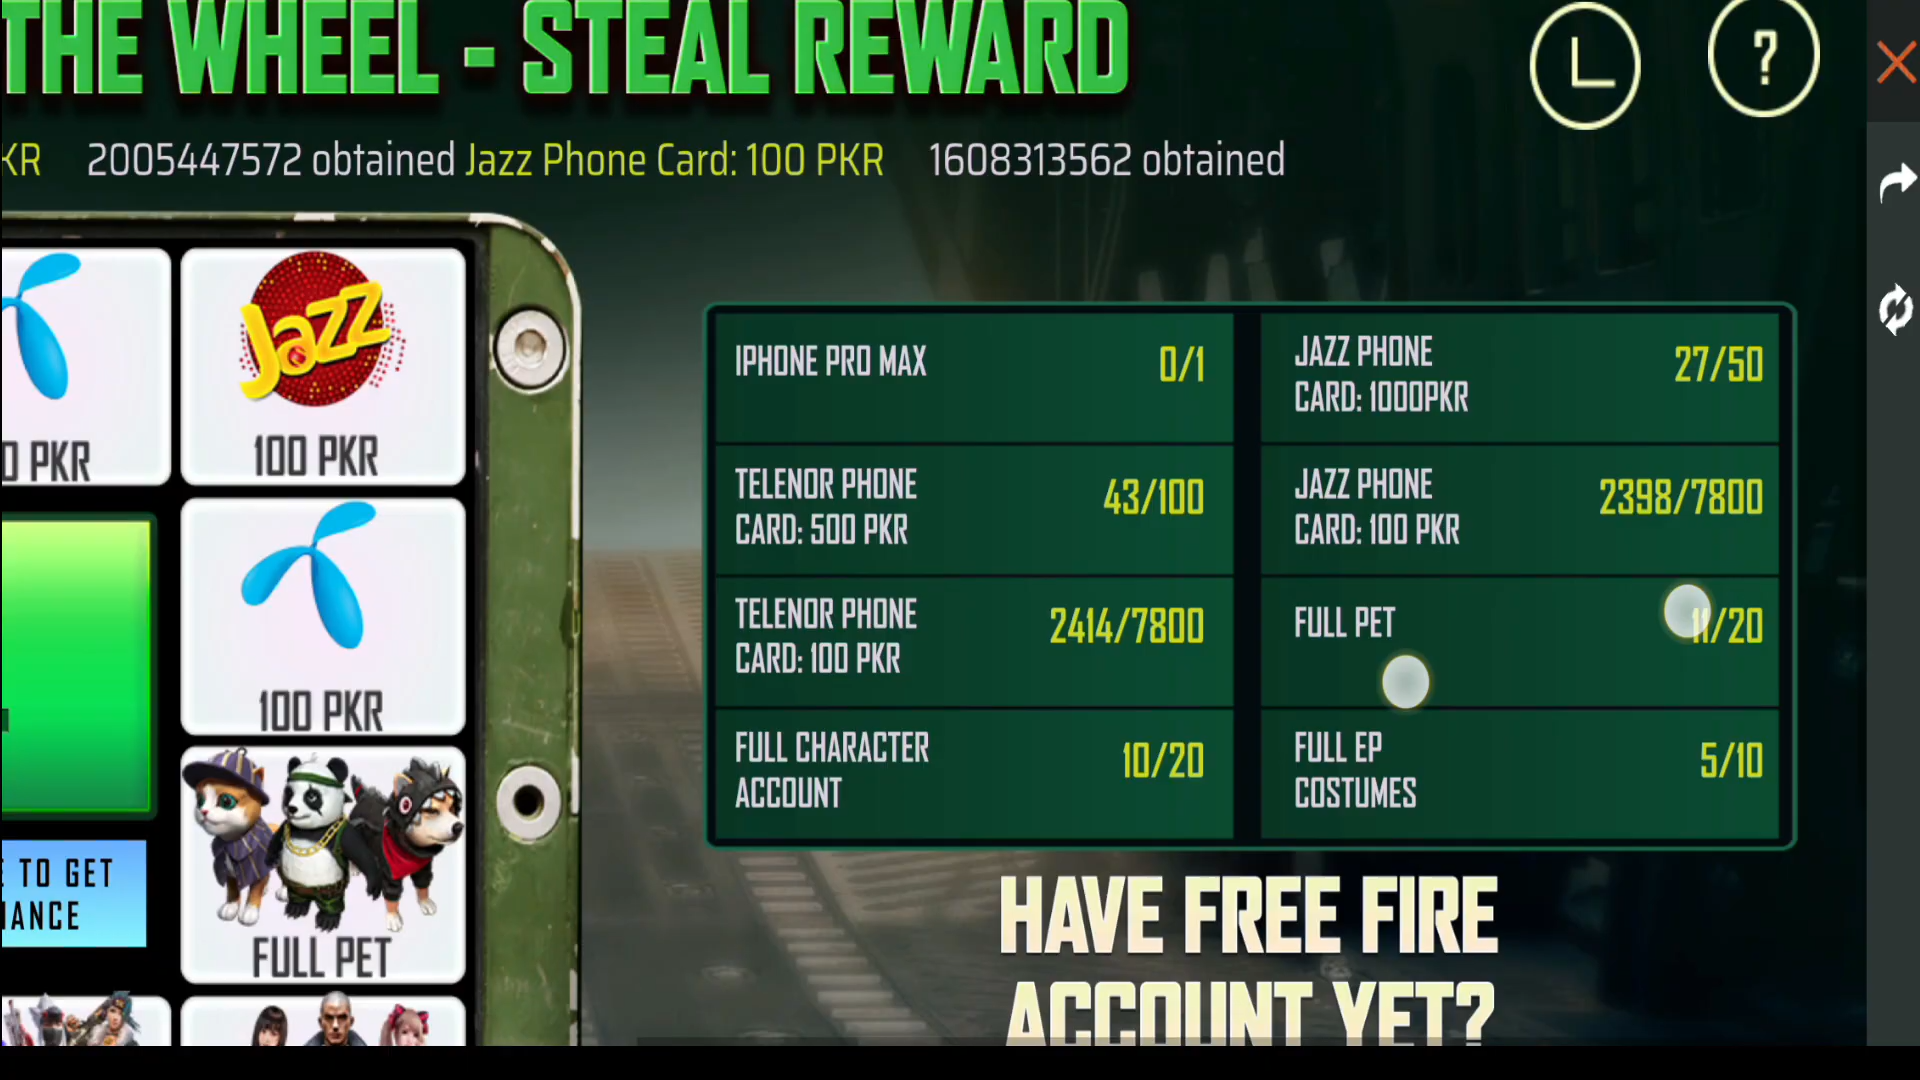 THE WHEEL - STEAL REWARD
?
KR 2005447572 obtained Jazz Phone Card: 100 PKR 1608313562 obtained
Jazz
0 PKR
100 PKR
100 PKR
TO GET
FULL PET
IPHONE PRO MAX 0/1
JAZZ PHONE
CARD: 1000PKR 27/50
TELENOR PHONE
CARD: 500 PKR 43/100
JAZZ PHONE
CARD: 100 PKR 2398/7800
TELENOR PHONE
CARD: 100 PKR 2414/7800
FULL PET 11/20
FULL CHARACTER
ACCOUNT 10/20
FULL EP
COSTUMES 5/10
HAVE FREE FIRE
ACCOUNT YET?